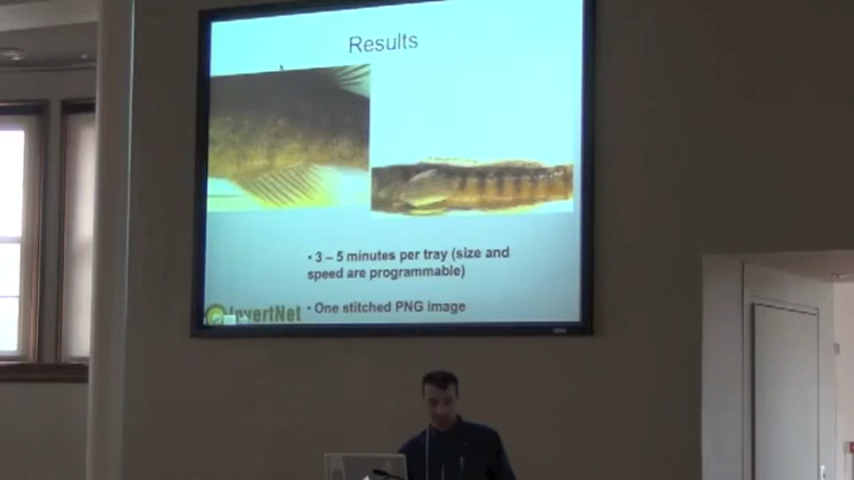 Results
• 3 – 5 minutes per tray (size and
speed are programmable)
InvertNet • One stitched PNG image